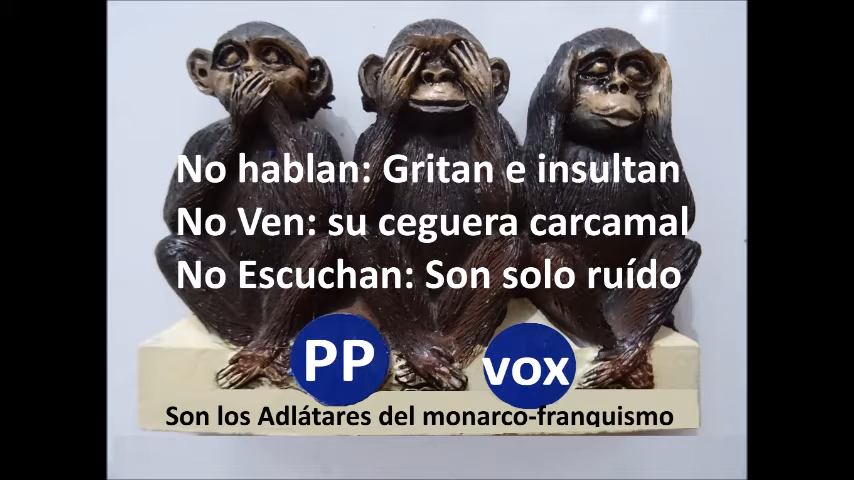 No hablan: Gritan e insultan
No Ven: su ceguera carcamal
No Escuchan: Son solo ruído
PP
vox
Son los Adlátares del monarco-franquismo